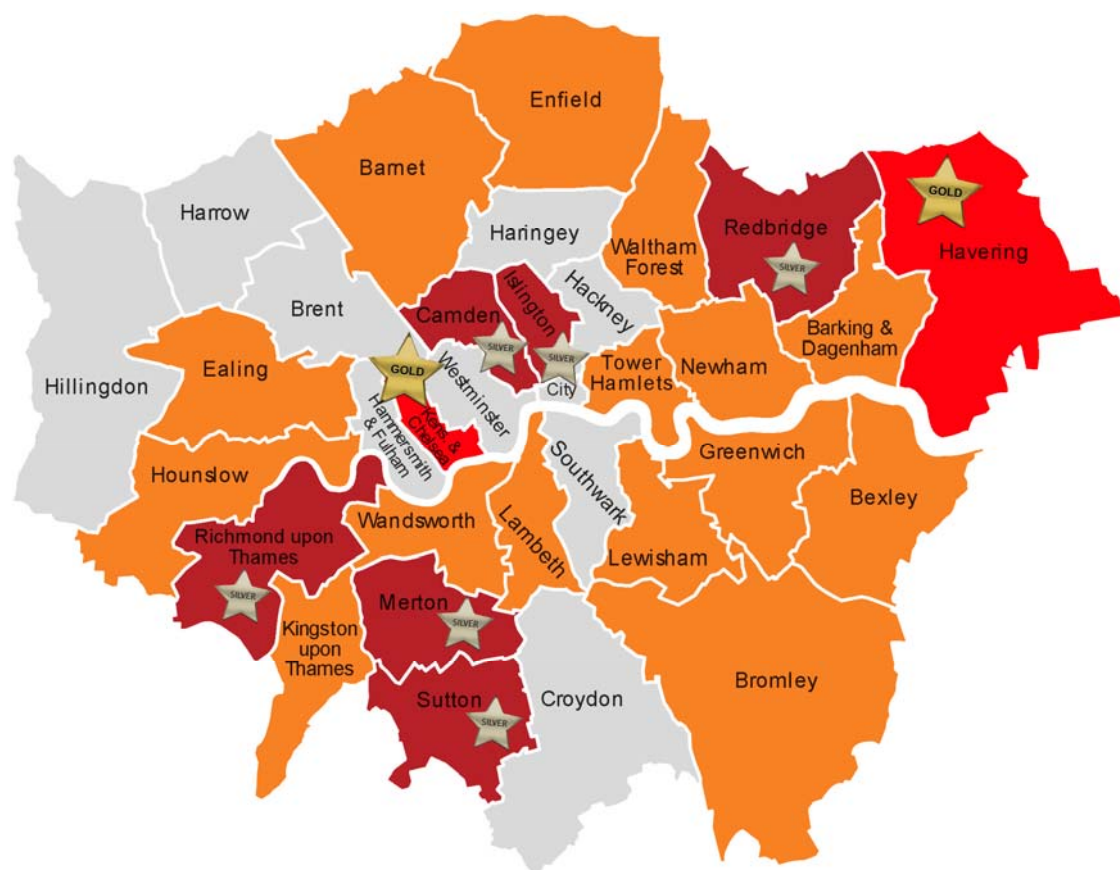 Enfield
Barnet
Harrow
Haringey
Waltham
Forest
Redbridge
SILVER
GOLD
Havering
Hillingdon
Brent
Camden
SILVER
Islington
SILVER
Hackney
Ealing
GOLD
Westminster
City
Tower
Hamlets
Newham
Barking &
Dagenham
Hammersmith
& Fulham
Kens. &
Chelsea
Hounslow
Richmond upon
Thames
SILVER
Wandsworth
Lambeth
Southwark
Lewisham
Greenwich
Bexley
Kingston
upon
Thames
Merton
SILVER
Sutton
SILVER
Croydon
Bromley